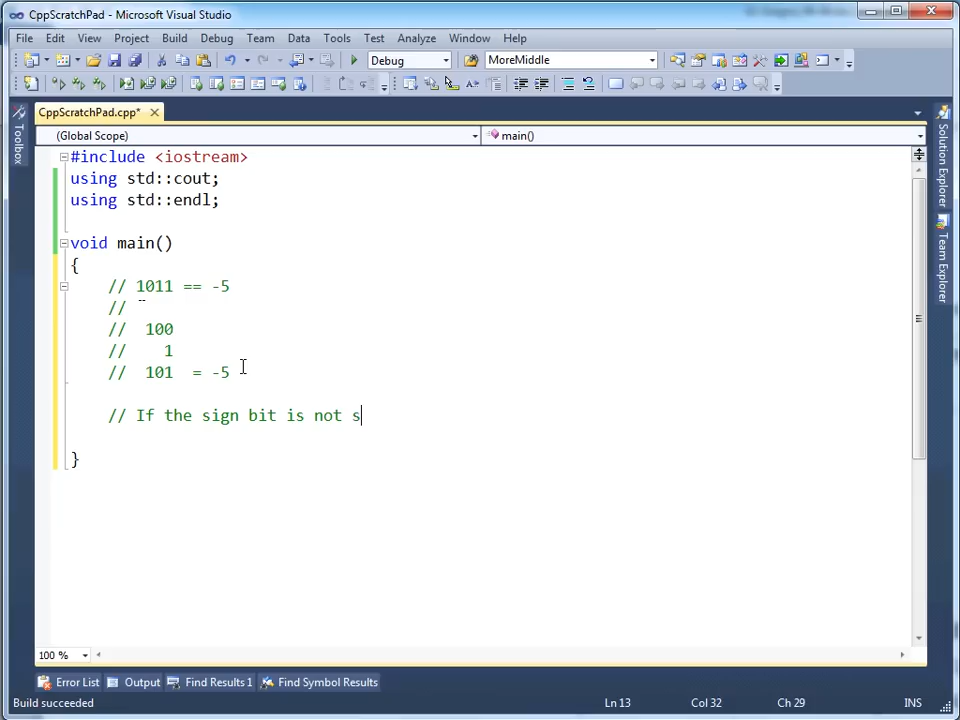 CppScratchPad - Microsoft Visual Studio
File Edit View Project Build Debug Team Data Tools Test Analyze Window Help
Debug MoreMiddle
CppScratchPad.cpp*
(Global Scope) main()
#include <iostream>
using std::cout;
using std::endl;
void main()
{
// 1011 == -5
// -
// 100
// 1
// 101 = -5
// If the sign bit is not s
}
Toolbox
Solution Explorer
Team Explorer
100 %
Error List Output Find Results 1 Find Symbol Results
Build succeeded Ln 13 Col 32 Ch 29 INS